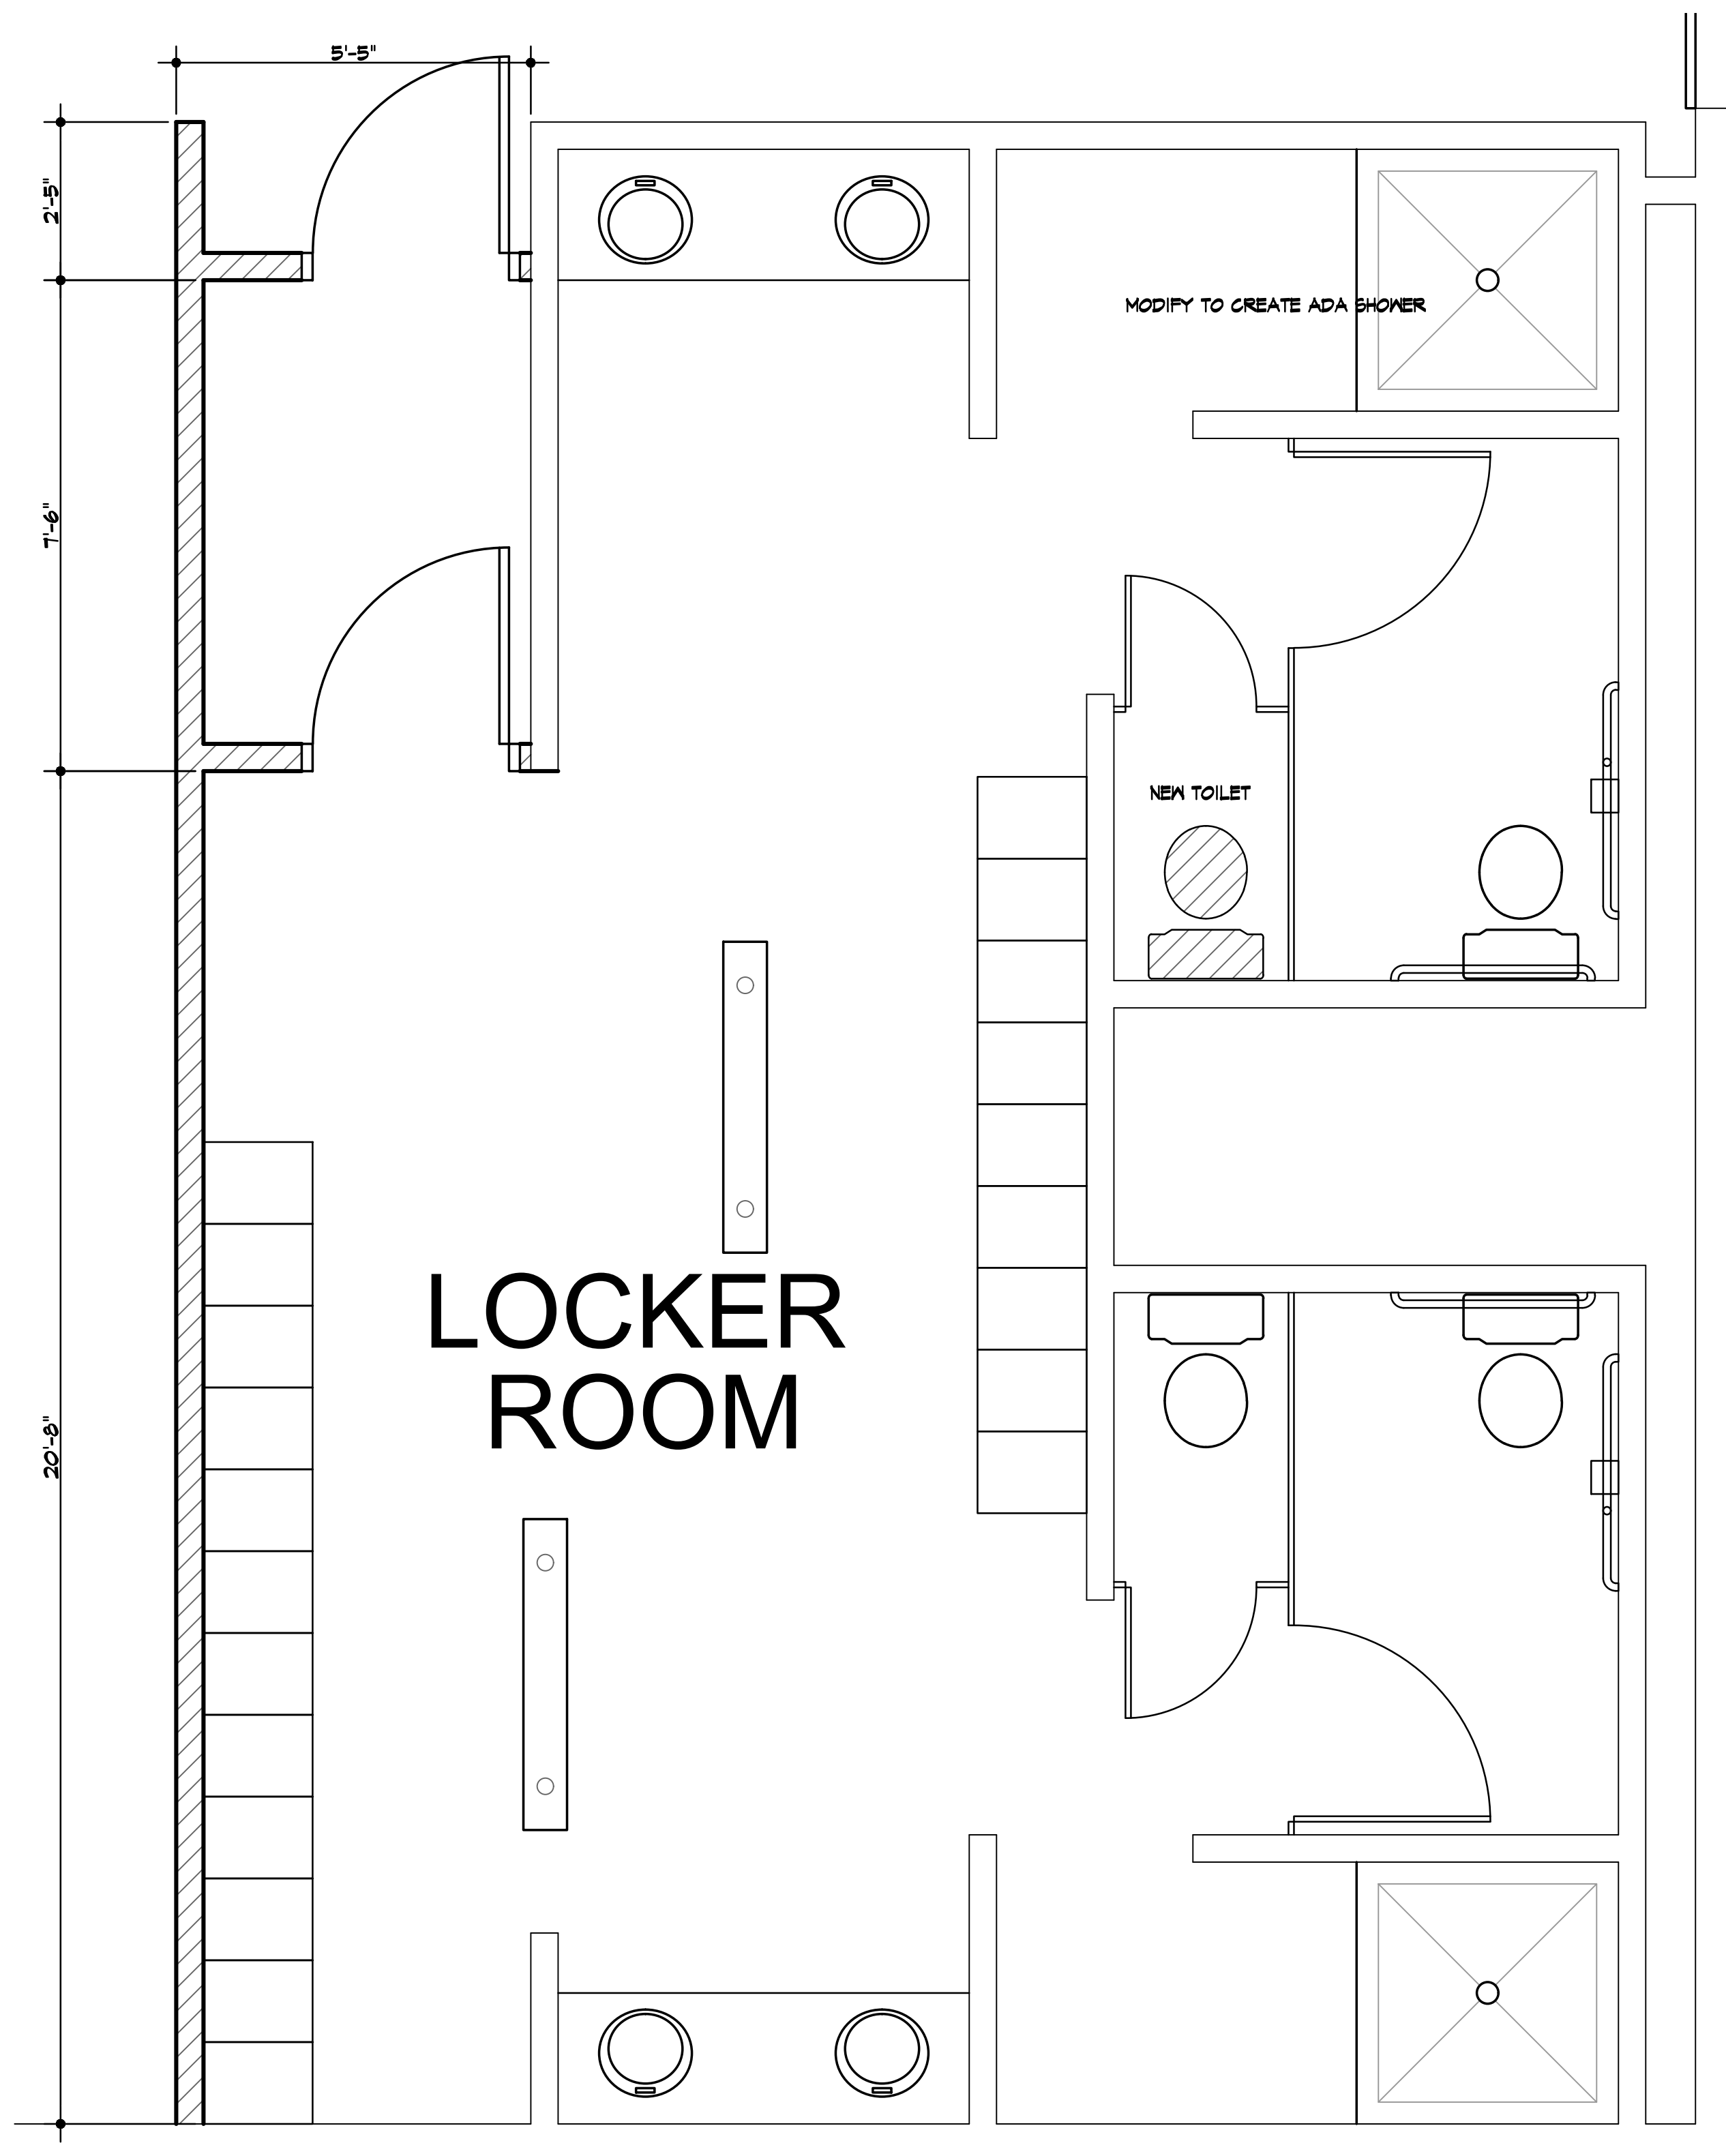 5'-5"
2'-5"
MODIFY TO CREATE ADA SHOWER
7'-6"
NEW TOILET
LOCKER
ROOM
20'-8"